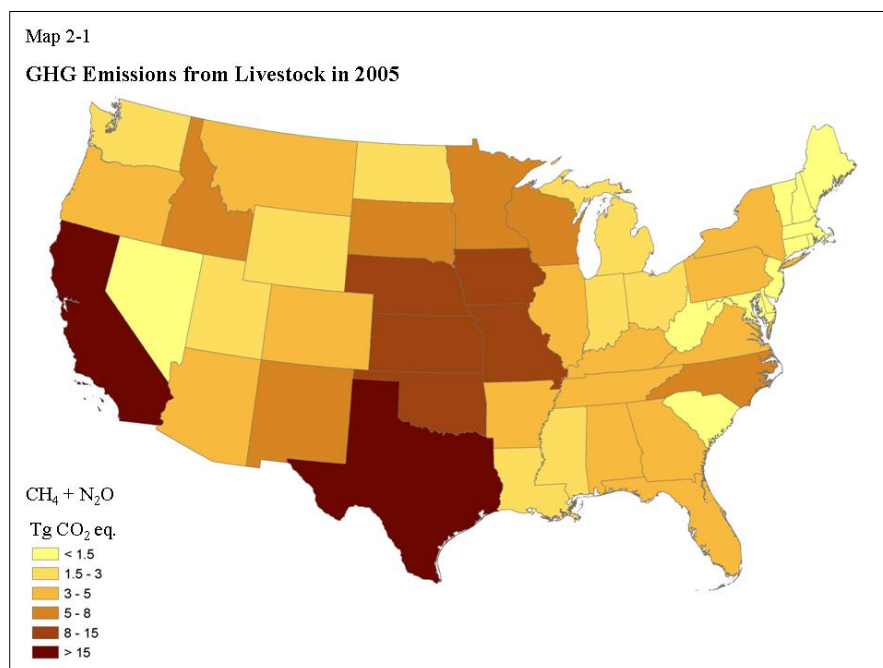 Map 2-1
GHG Emissions from Livestock in 2005
CH₄ + N₂O
Tg CO₂ eq.
< 1.5
1.5 - 3
3 - 5
5 - 8
8 - 15
> 15